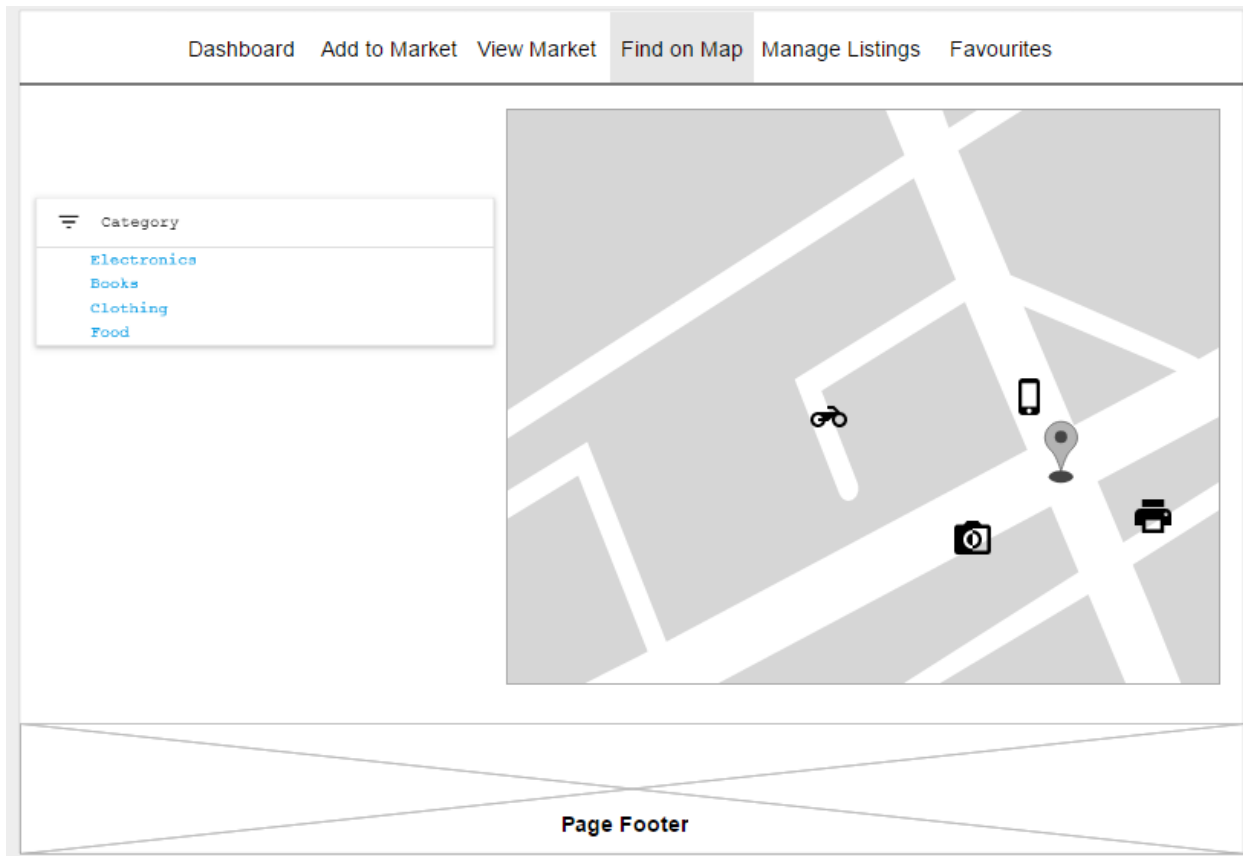 Dashboard Add to Market View Market Find on Map Manage Listings Favourites
Category
Electronics
Books
Clothing
Food
Page Footer